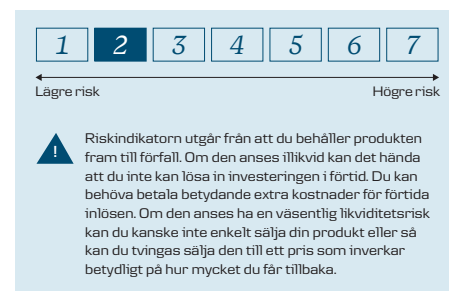 1 2 3 4 5 6 7
Lägre risk Högre risk
! Riskindikatorn utgår från att du behåller produkten
fram till förfall. Om den anses illikvid kan det hända
att du inte kan lösa in investeringen i förtid. Du kan
behöva betala betydande extra kostnader för förtida
inlösen. Om den anses ha en väsentlig likviditetsrisk
kan du kanske inte enkelt sälja din produkt eller så
kan du tvingas sälja den till ett pris som inverkar
betydligt på hur mycket du får tillbaka.